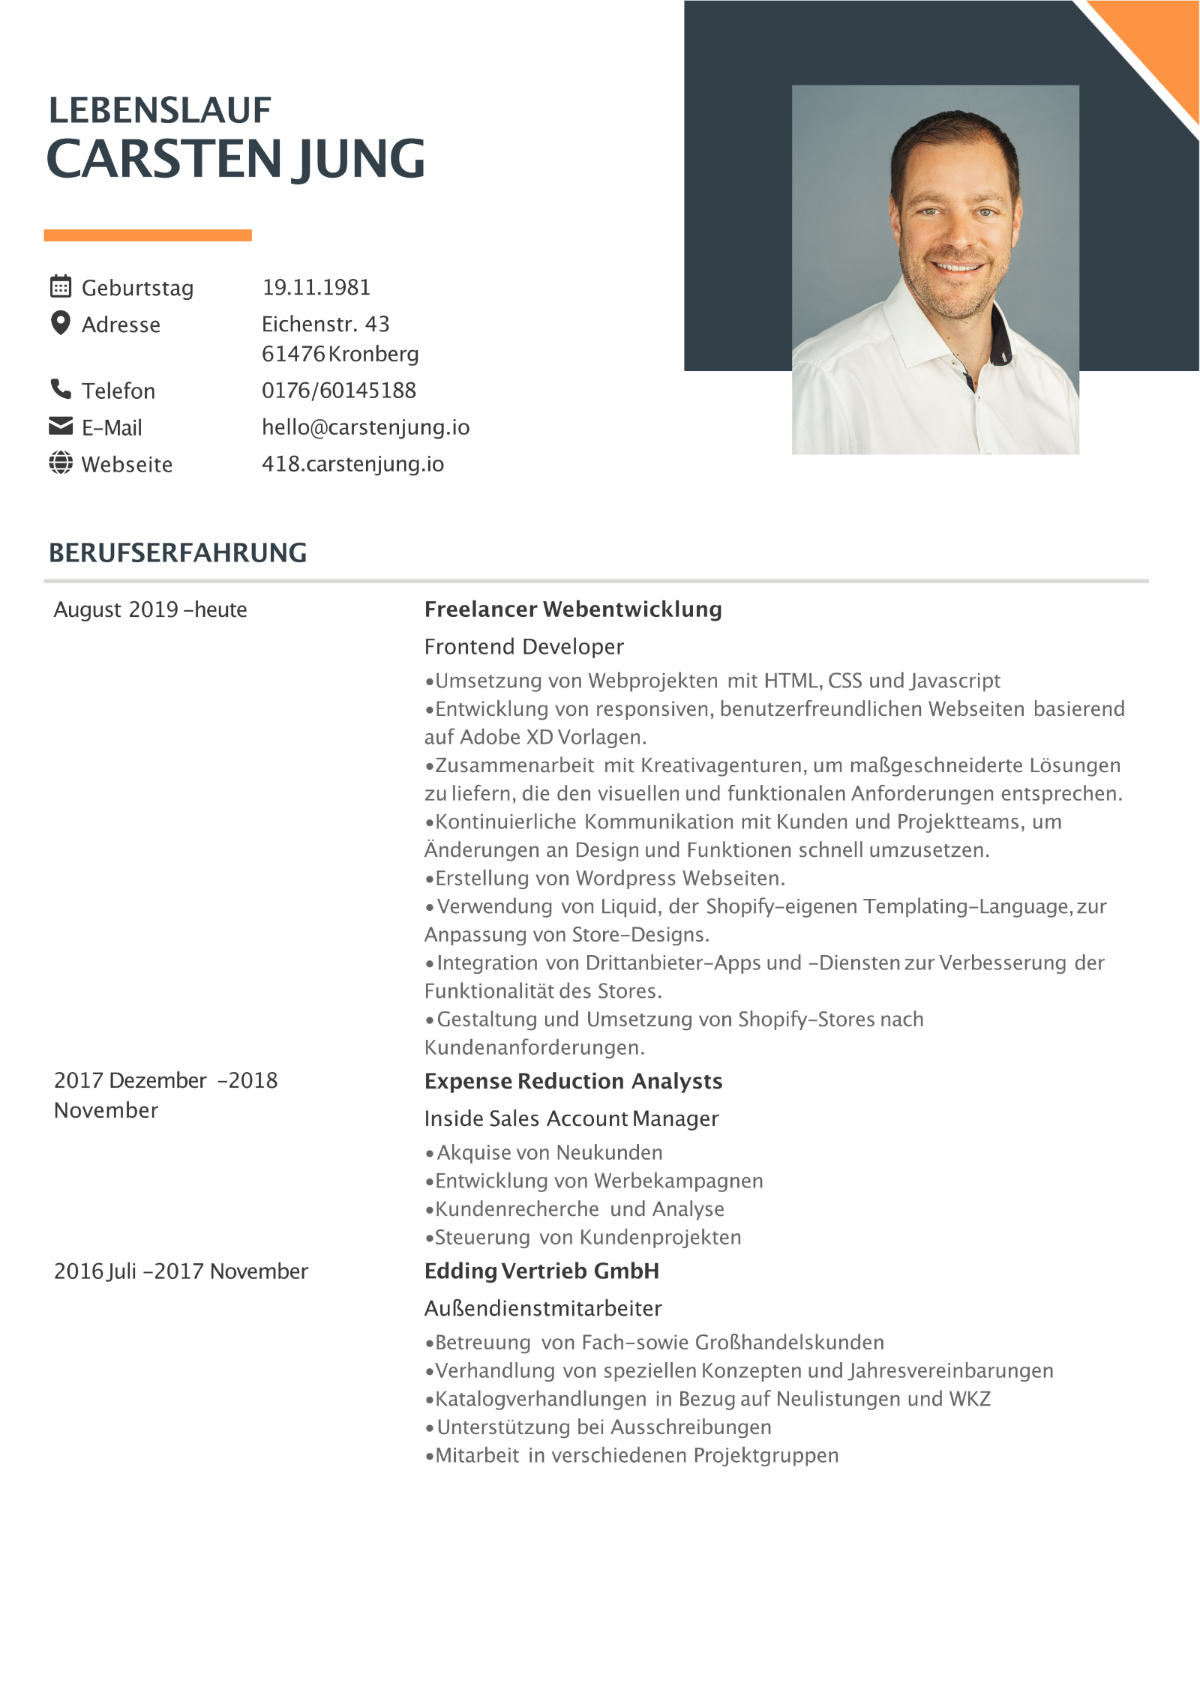 LEBENSLAUF
CARSTEN JUNG
Geburtstag 19.11.1981
Adresse Eichenstr. 43
61476 Kronberg
Telefon 0176/60145188
E-Mail hello@carstenjung.io
Webseite 418.carstenjung.io
BERUFSERFAHRUNG
August 2019 –heute Freelancer Webentwicklung
Frontend Developer
•Umsetzung von Webprojekten mit HTML, CSS und Javascript
•Entwicklung von responsiven, benutzerfreundlichen Webseiten basierend
auf Adobe XD Vorlagen.
•Zusammenarbeit mit Kreativagenturen, um maßgeschneiderte Lösungen
zu liefern, die den visuellen und funktionalen Anforderungen entsprechen.
•Kontinuierliche Kommunikation mit Kunden und Projektteams, um
Änderungen an Design und Funktionen schnell umzusetzen.
•Erstellung von Wordpress Webseiten.
•Verwendung von Liquid, der Shopify-eigenen Templating-Language, zur
Anpassung von Store-Designs.
•Integration von Drittanbieter-Apps und -Diensten zur Verbesserung der
Funktionalität des Stores.
•Gestaltung und Umsetzung von Shopify-Stores nach
Kundenanforderungen.
2017 Dezember –2018 Expense Reduction Analysts
November
Inside Sales Account Manager
•Akquise von Neukunden
•Entwicklung von Werbekampagnen
•Kundenrecherche und Analyse
•Steuerung von Kundenprojekten
2016 Juli –2017 November Edding Vertrieb GmbH
Außendienstmitarbeiter
•Betreuung von Fach-sowie Großhandelskunden
•Verhandlung von speziellen Konzepten und Jahresvereinbarungen
•Katalogverhandlungen in Bezug auf Neulistungen und WKZ
•Unterstützung bei Ausschreibungen
•Mitarbeit in verschiedenen Projektgruppen